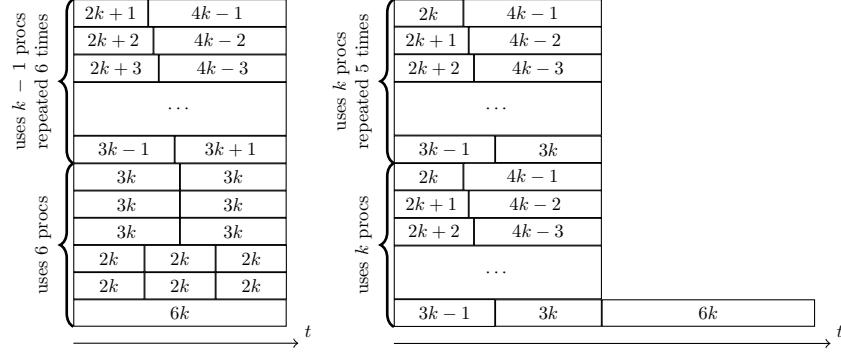 uses k − 1 procs
repeated 6 times
2k + 1 4k − 1
2k + 2 4k − 2
2k + 3 4k − 3
...
3k − 1 3k + 1
uses 6 procs
3k 3k
3k 3k
3k 3k
2k 2k 2k
2k 2k 2k
6k
t
uses k procs
repeated 5 times
2k 4k − 1
2k + 1 4k − 2
2k + 2 4k − 3
...
3k − 1 3k
uses k procs
2k 4k − 1
2k + 1 4k − 2
2k + 2 4k − 3
...
3k − 1 3k 6k
t